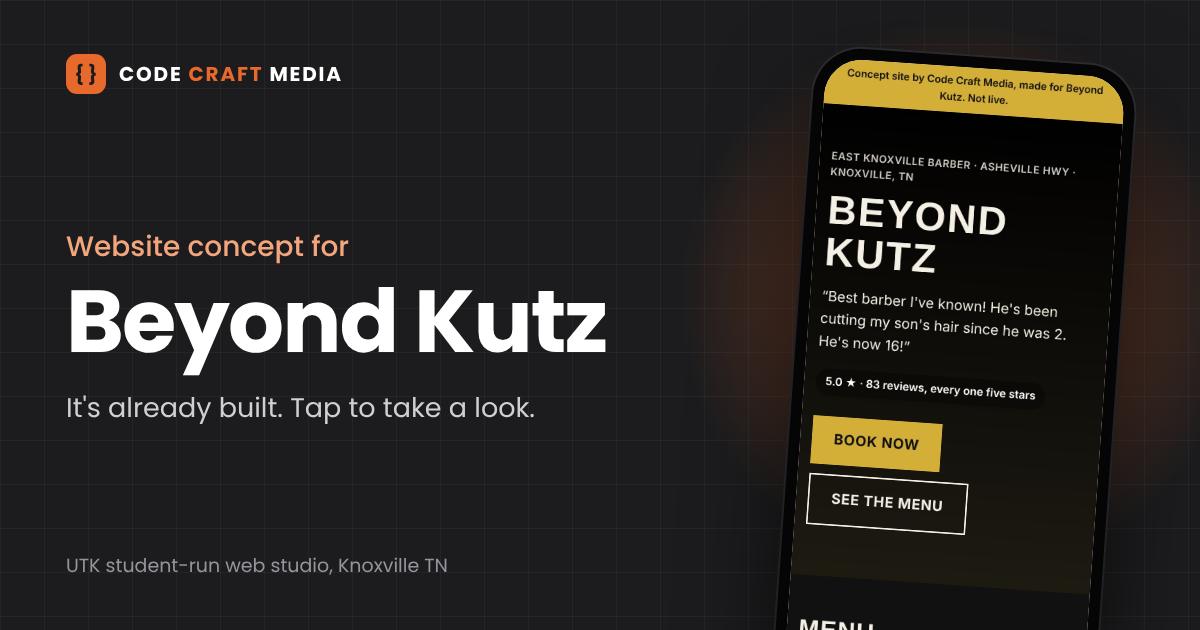 { } CODE CRAFT MEDIA
Website concept for
Beyond Kutz
It's already built. Tap to take a look.
UTK student-run web studio, Knoxville TN
Concept site by Code Craft Media, made for Beyond
Kutz. Not live.
EAST KNOXVILLE BARBER · ASHEVILLE HWY ·
KNOXVILLE, TN
BEYOND
KUTZ
“Best barber I've known! He's been
cutting my son's hair since he was 2.
He's now 16!”
5.0 ★ · 83 reviews, every one five stars
BOOK NOW
SEE THE MENU
MENU